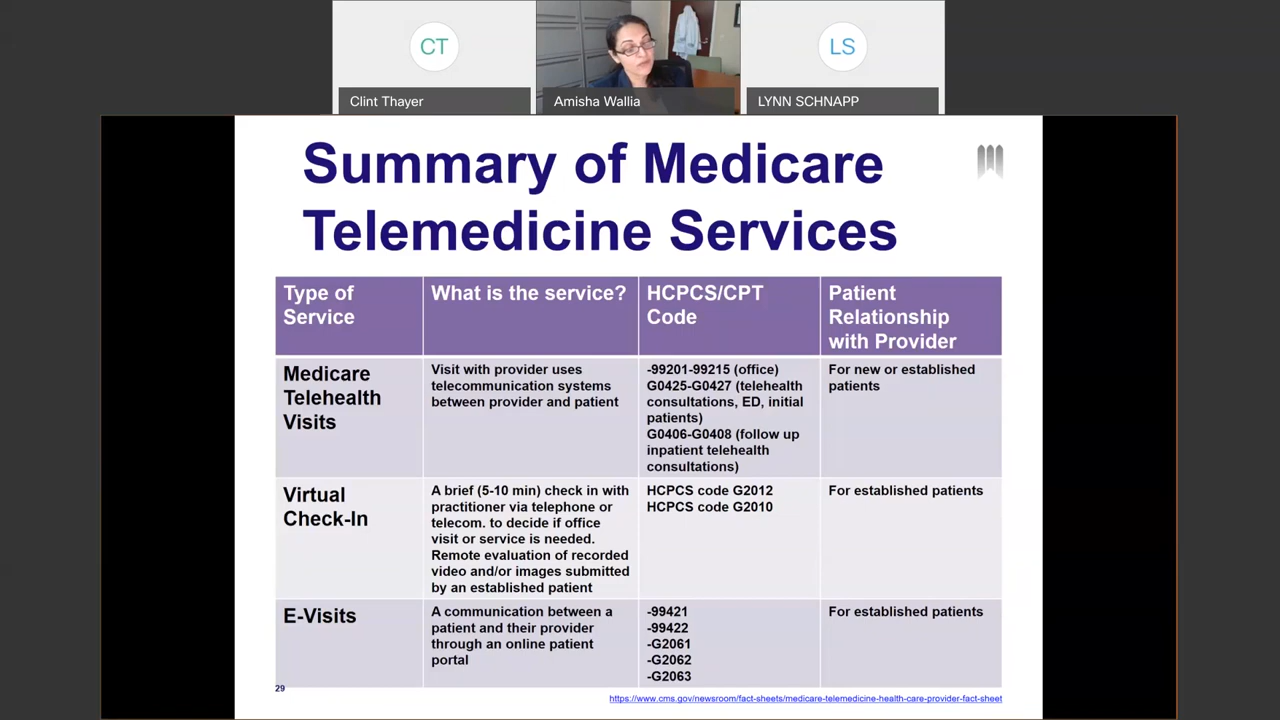 CT
LS
Clint Thayer
Amisha Wallia
LYNN SCHNAPP
Summary of Medicare
Telemedicine Services
Type of
Service
What is the service?
HCPCS/CPT
Code
Patient
Relationship
with Provider
Medicare
Telehealth
Visits
Visit with provider uses
telecommunication systems
between provider and patient
-99201-99215 (office)
G0425-G0427 (telehealth
consultations, ED, initial
patients)
G0406-G0408 (follow up
inpatient telehealth
consultations)
For new or established
patients
Virtual
Check-In
A brief (5-10 min) check in with
practitioner via telephone or
telecom. to decide if office
visit or service is needed.
Remote evaluation of recorded
video and/or images submitted
by an established patient
HCPCS code G2012
HCPCS code G2010
For established patients
E-Visits
A communication between a
patient and their provider
through an online patient
portal
-99421
-99422
-G2061
-G2062
-G2063
For established patients
29
https://www.cms.gov/newsroom/fact-sheets/medicare-telemedicine-health-care-provider-fact-sheet